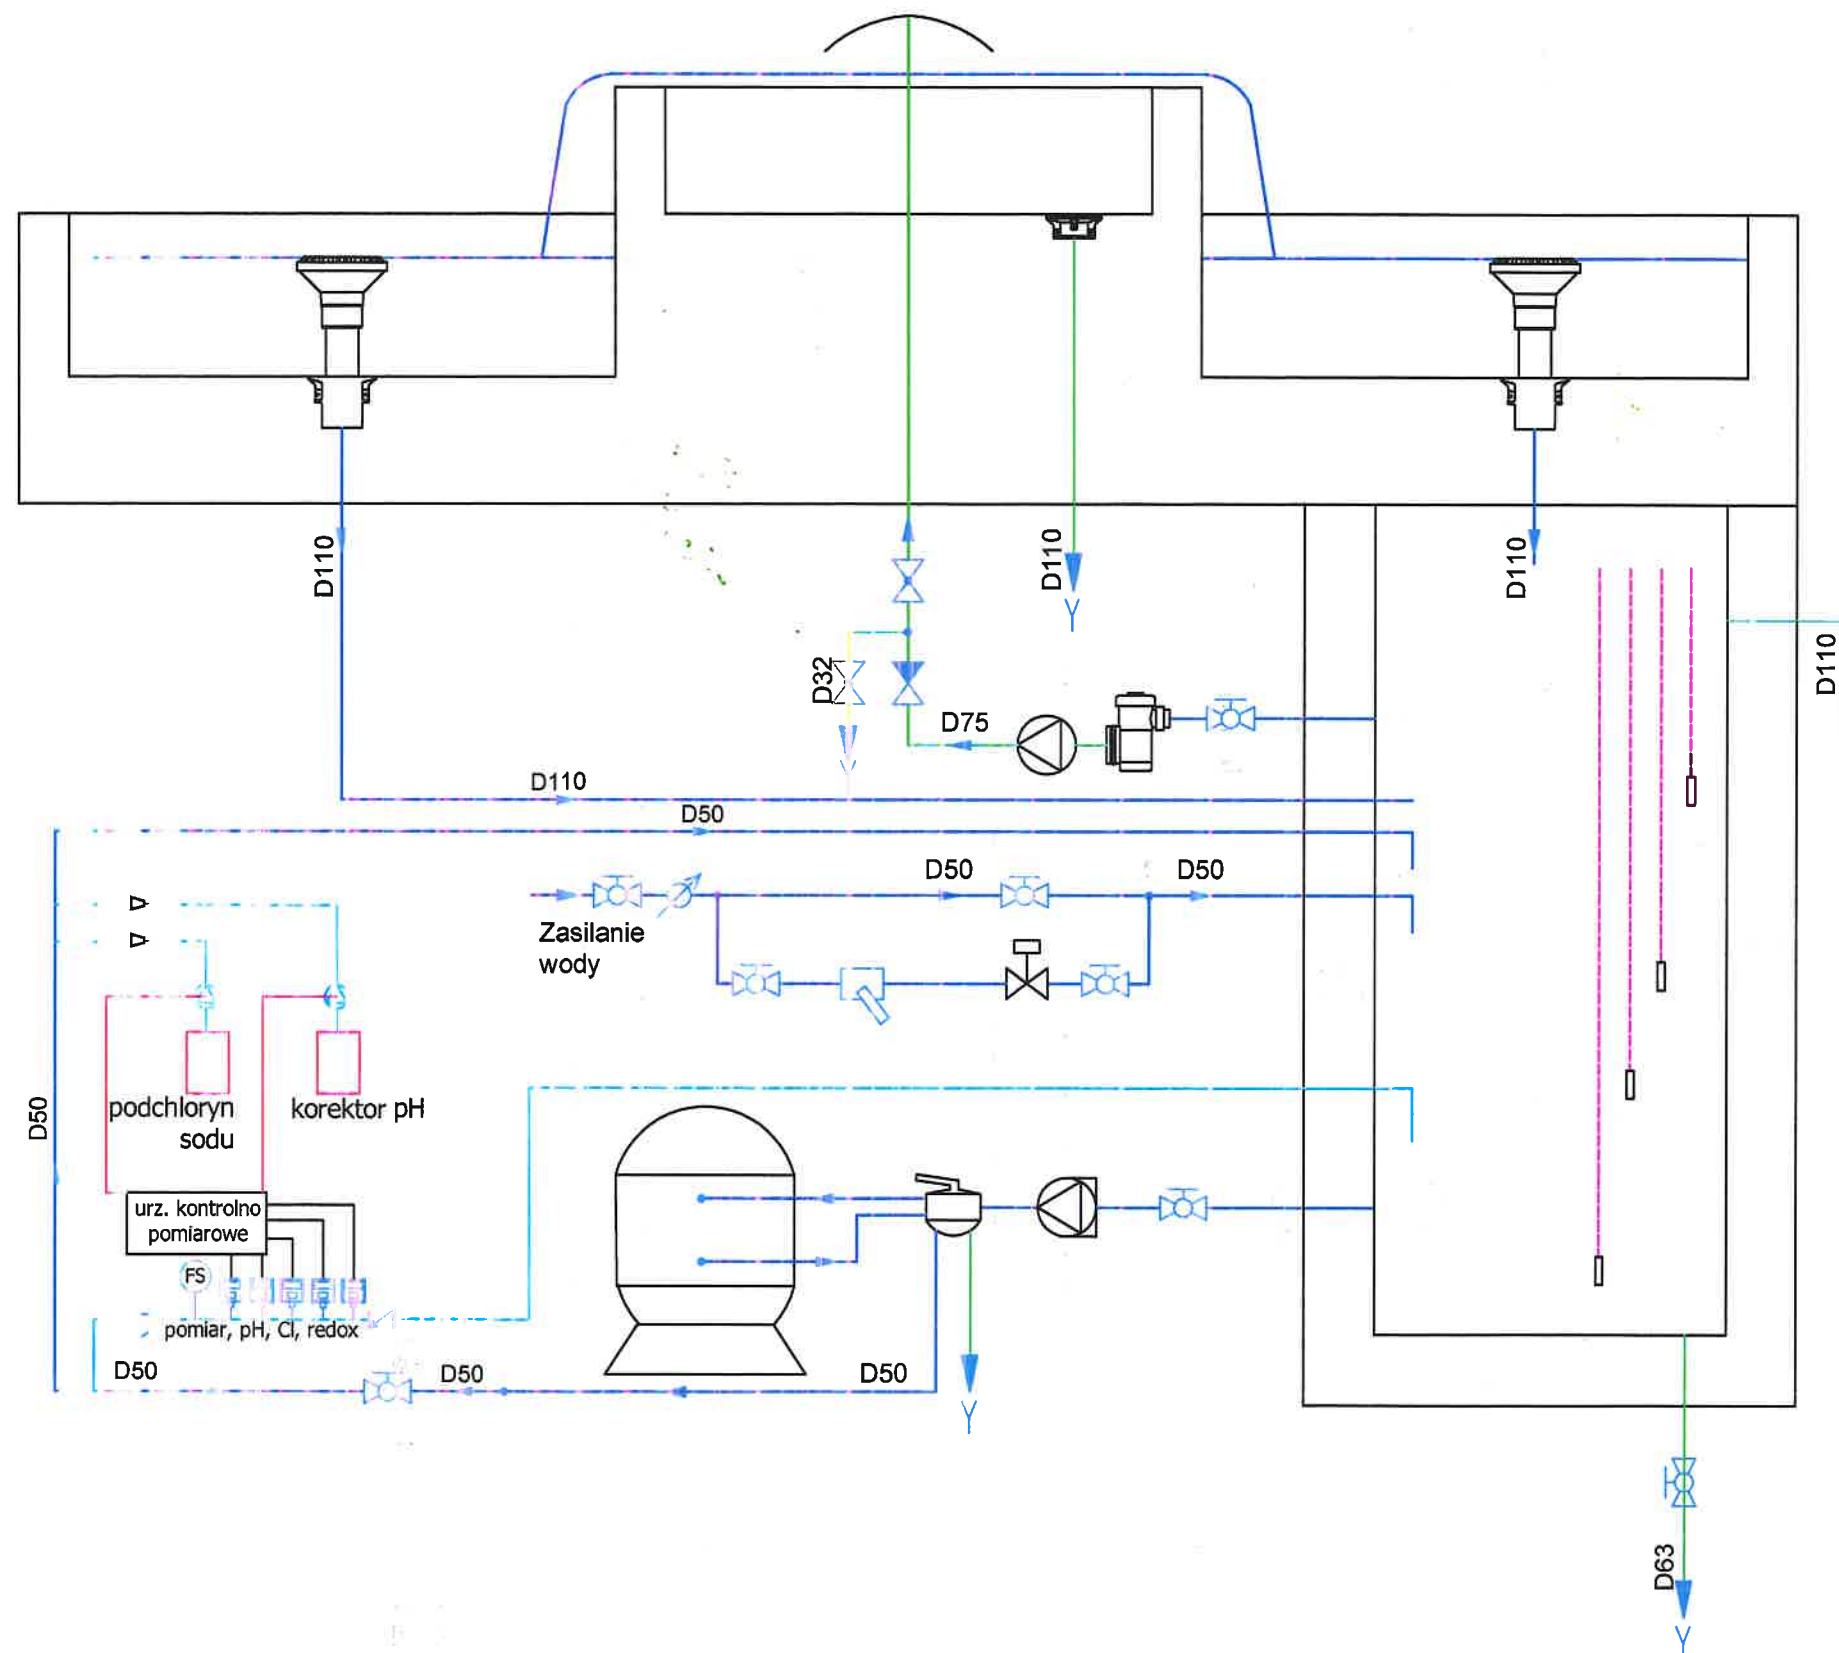 D110
D110
D110
D110
D32
D75
D110
D50
D50
D50
Zasilanie
wody
D50
podchloryn
sodu
korektor pH
urz. kontrolno
pomiarowe
FS
pomiar, pH, Cl, redox
D50
D50
D50
D63